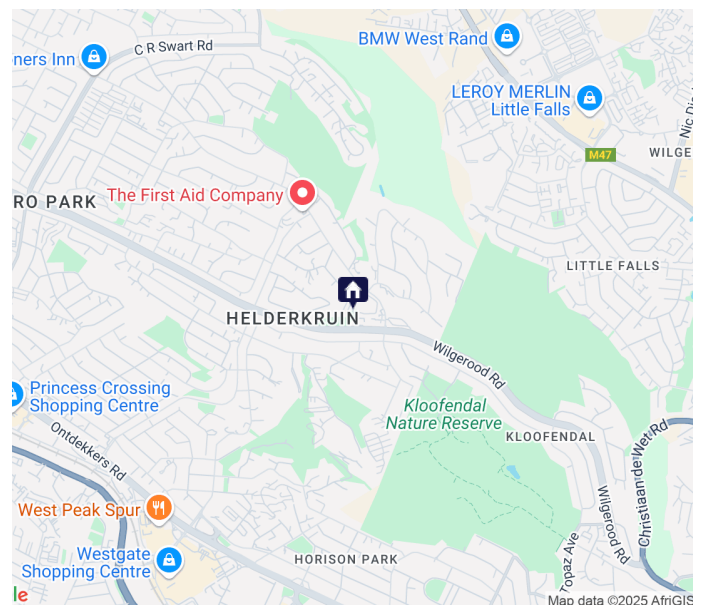 C R Swart Rd
BMW West Rand
ners Inn
LEROY MERLIN
Little Falls
Nic Di
M47
WILGE
RO PARK
The First Aid Company
LITTLE FALLS
HELDERKRUIN
Wilgerood Rd
Princess Crossing
Shopping Centre
Kloofendal
Nature Reserve
KLOOFENDAL
Ontdekkers Rd
Christiaan de Wet Rd
West Peak Spur
Wilgerood Rd
Westgate
Shopping Centre
HORISON PARK
Topaz Ave
le
Map data ©2025 AfriGIS